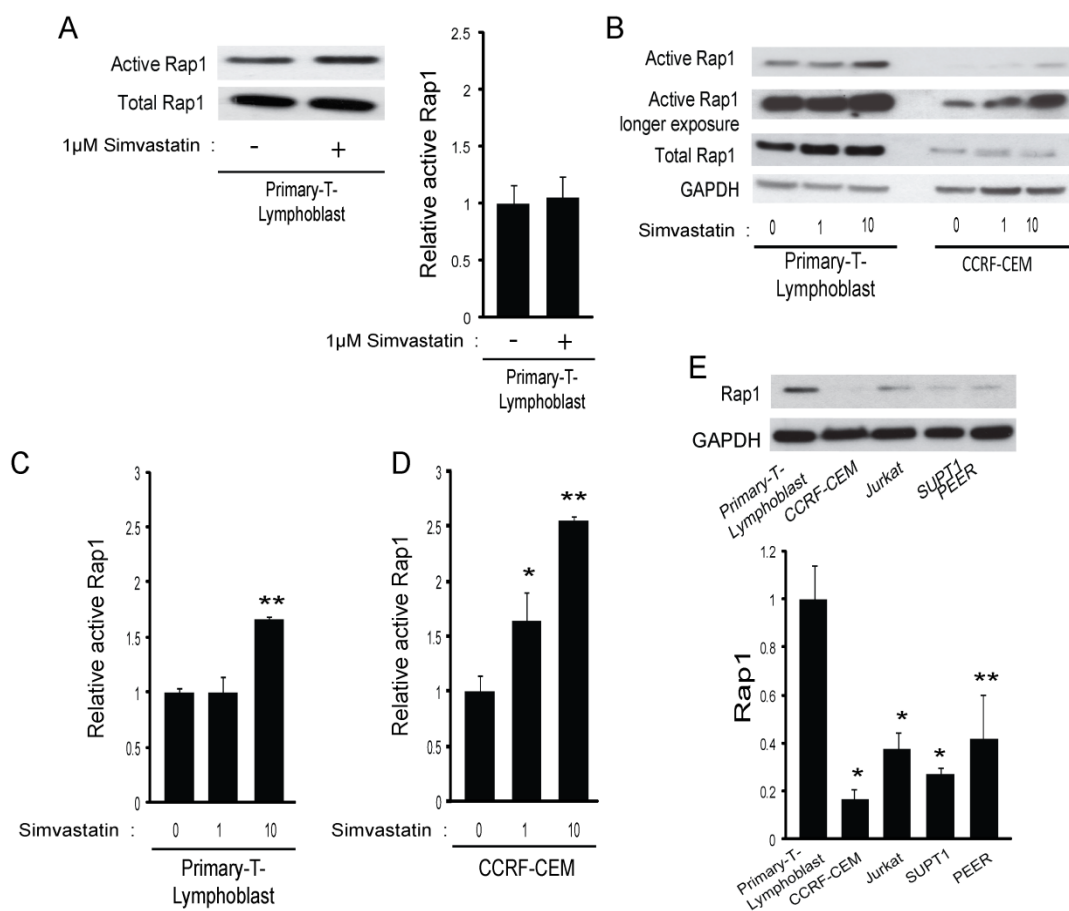 A
Active Rap1
Total Rap1
1µM Simvastatin : - +
Primary-T-
Lymphoblast
Relative active Rap1
2.5
2
1.5
1
0.5
0
1µM Simvastatin : - +
Primary-T-
Lymphoblast
B
Active Rap1
Active Rap1
longer exposure
Total Rap1
GAPDH
Simvastatin : 0 1 10 0 1 10
Primary-T-
Lymphoblast
CCRF-CEM
C
Relative active Rap1
3
2.5
2
1.5
1
0.5
0
**
Simvastatin : 0 1 10
Primary-T-
Lymphoblast
D
Relative active Rap1
3
2.5
2
1.5
1
0.5
0
*
**
Simvastatin : 0 1 10
CCRF-CEM
E
Rap1
GAPDH
Primary-T-
Lymphoblast
CCRF-CEM
Jurkat
SUPT1
PEER
Rap1
1.2
1
0.8
0.6
0.4
0.2
0
*
*
*
**
Primary-T-
Lymphoblast
CCRF-CEM
Jurkat
SUPT1
PEER